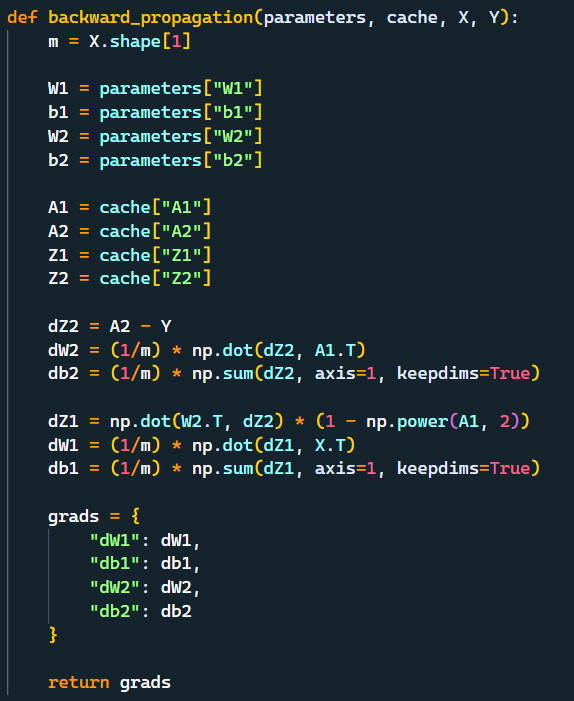 def backward_propagation(parameters, cache, X, Y):
    m = X.shape[1]

    W1 = parameters["W1"]
    b1 = parameters["b1"]
    W2 = parameters["W2"]
    b2 = parameters["b2"]

    A1 = cache["A1"]
    A2 = cache["A2"]
    Z1 = cache["Z1"]
    Z2 = cache["Z2"]

    dZ2 = A2 - Y
    dW2 = (1/m) * np.dot(dZ2, A1.T)
    db2 = (1/m) * np.sum(dZ2, axis=1, keepdims=True)

    dZ1 = np.dot(W2.T, dZ2) * (1 - np.power(A1, 2))
    dW1 = (1/m) * np.dot(dZ1, X.T)
    db1 = (1/m) * np.sum(dZ1, axis=1, keepdims=True)

    grads = {
        "dW1": dW1,
        "db1": db1,
        "dW2": dW2,
        "db2": db2
    }

    return grads